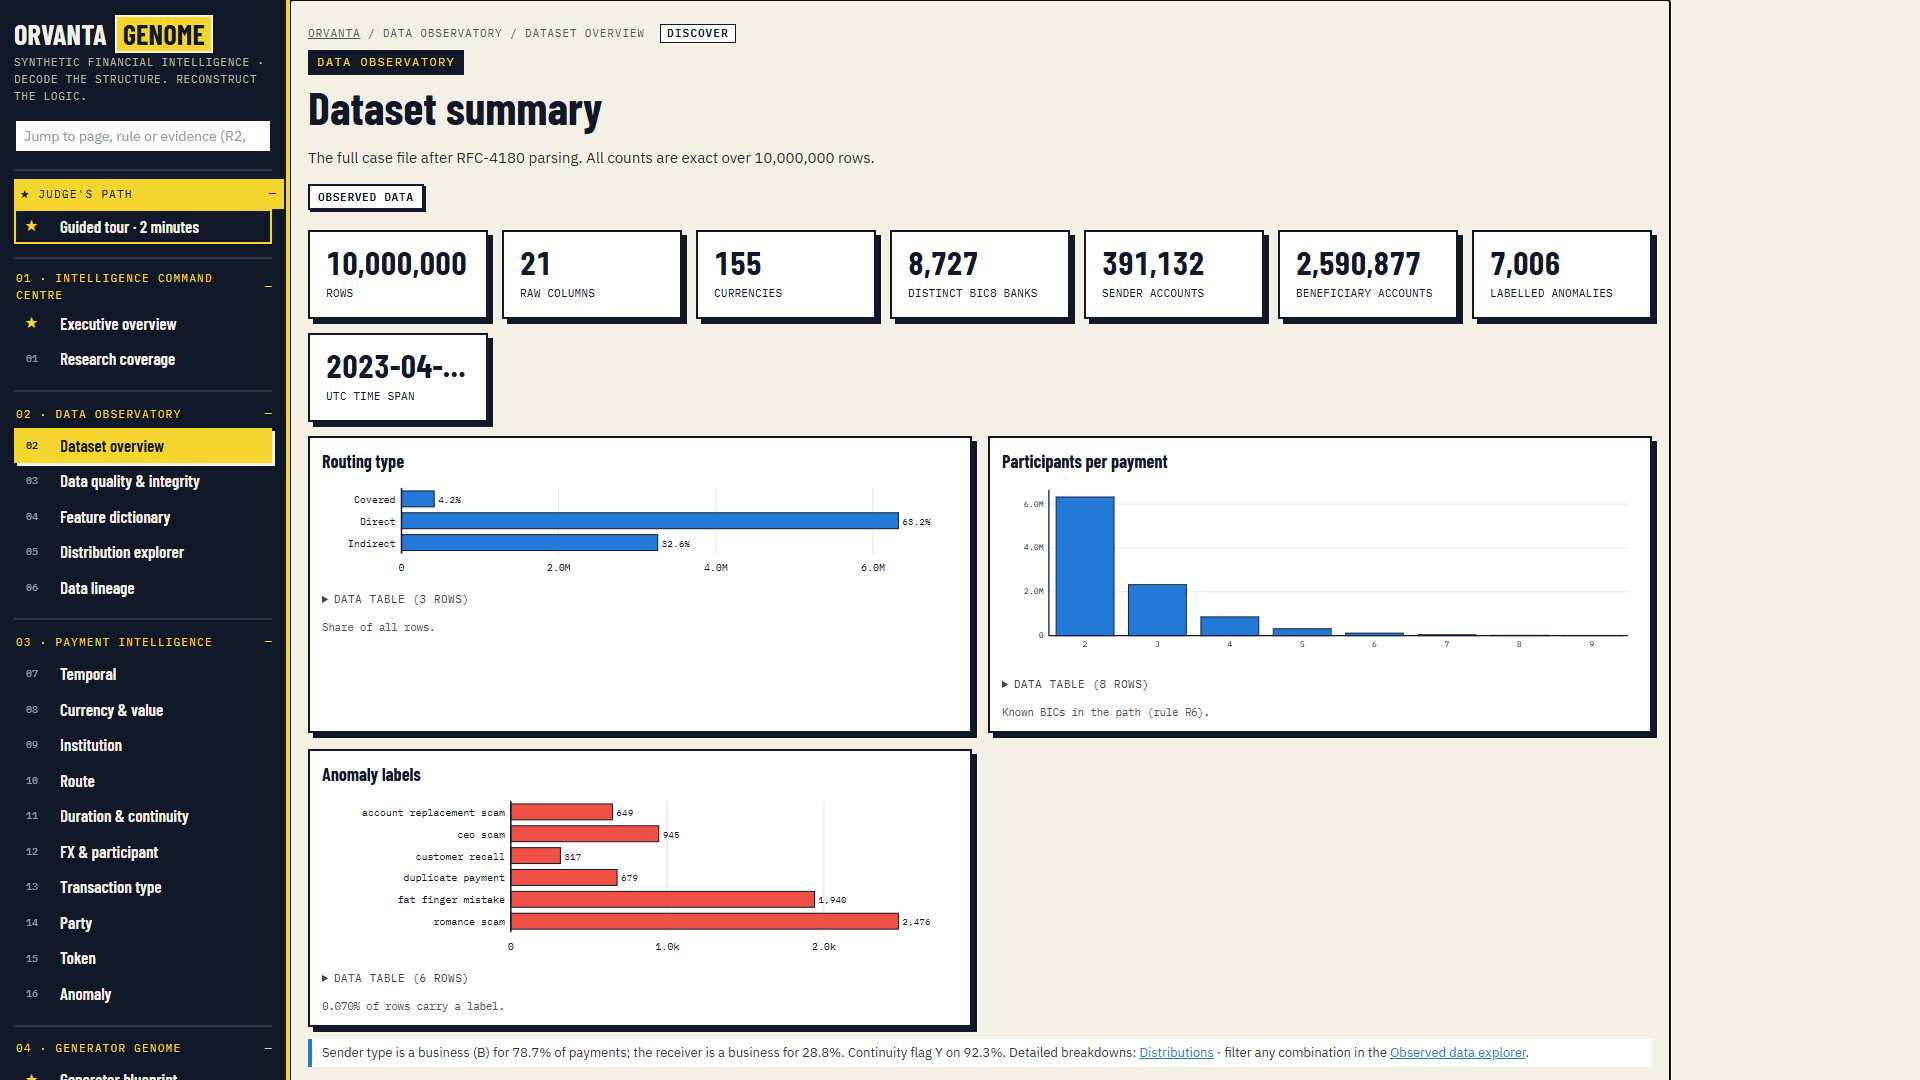 ORVANTA GENOME
SYNTHETIC FINANCIAL INTELLIGENCE ·
DECODE THE STRUCTURE. RECONSTRUCT
THE LOGIC.
Jump to page, rule or evidence (R2,
★ JUDGE'S PATH –
★ Guided tour · 2 minutes
01 · INTELLIGENCE COMMAND
CENTRE –
★ Executive overview
01 Research coverage
02 · DATA OBSERVATORY –
02 Dataset overview
03 Data quality & integrity
04 Feature dictionary
05 Distribution explorer
06 Data lineage
03 · PAYMENT INTELLIGENCE –
07 Temporal
08 Currency & value
09 Institution
10 Route
11 Duration & continuity
12 FX & participant
13 Transaction type
14 Party
15 Token
16 Anomaly
04 · GENERATOR GENOME –
★ Generator blueprint
ORVANTA / DATA OBSERVATORY / DATASET OVERVIEW DISCOVER
DATA OBSERVATORY
Dataset summary
The full case file after RFC-4180 parsing. All counts are exact over 10,000,000 rows.
OBSERVED DATA
10,000,000
ROWS
21
RAW COLUMNS
155
CURRENCIES
8,727
DISTINCT BIC8 BANKS
391,132
SENDER ACCOUNTS
2,590,877
BENEFICIARY ACCOUNTS
7,006
LABELLED ANOMALIES
2023-04-...
UTC TIME SPAN
Routing type
Covered 4.2%
Direct 63.2%
Indirect 32.6%
0 2.0M 4.0M 6.0M
▶ DATA TABLE (3 ROWS)
Share of all rows.
Participants per payment
6.0M
4.0M
2.0M
0
2 3 4 5 6 7 8 9
▶ DATA TABLE (8 ROWS)
Known BICs in the path (rule R6).
Anomaly labels
account replacement scam 649
ceo scam 945
customer recall 317
duplicate payment 679
fat finger mistake 1,940
romance scam 2,476
0 1.0k 2.0k
▶ DATA TABLE (6 ROWS)
0.070% of rows carry a label.
Sender type is a business (B) for 78.7% of payments; the receiver is a business for 28.8%. Continuity flag Y on 92.3%. Detailed breakdowns: Distributions · filter any combination in the Observed data explorer.